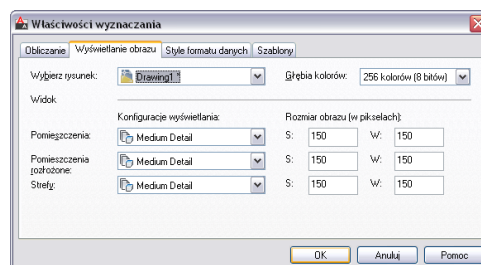 Właściwości wyznaczania
Obliczanie Wyświetlanie obrazu Style formatu danych Szablony
Wybierz rysunek: Drawing1 * Głębia kolorów: 256 kolorów (8 bitów)
Widok
Konfiguracje wyświetlania: Rozmiar obrazu (w pikselach):
Pomieszczenia: Medium Detail S: 150 W: 150
Pomieszczenia rozłożone: Medium Detail S: 150 W: 150
Strefy: Medium Detail S: 150 W: 150
OK Anuluj Pomoc